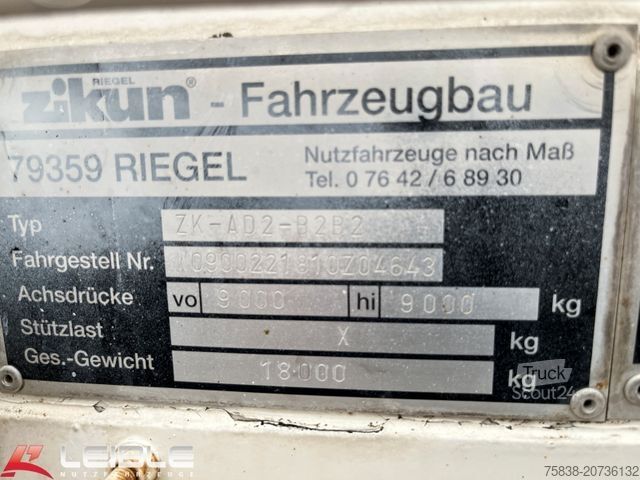 RIEGEL
zikun® - Fahrzeugbau
79359 RIEGEL
Nutzfahrzeuge nach Maß
Tel. 0 76 42 / 6 89 30
Typ ZK-AD2-B2B2
Fahrgestell Nr.
Achsdrücke vo 9000 hi 9000 kg
Stützlast X kg
Ges.-Gewicht 18000 kg
Truck
Scout24
LEIBLE
NUTZFAHRZEUGE
75838-20736132